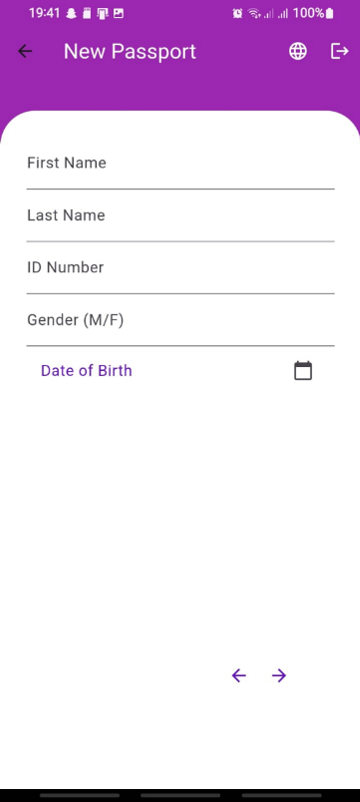 19:41 100%
New Passport
First Name
Last Name
ID Number
Gender (M/F)
Date of Birth